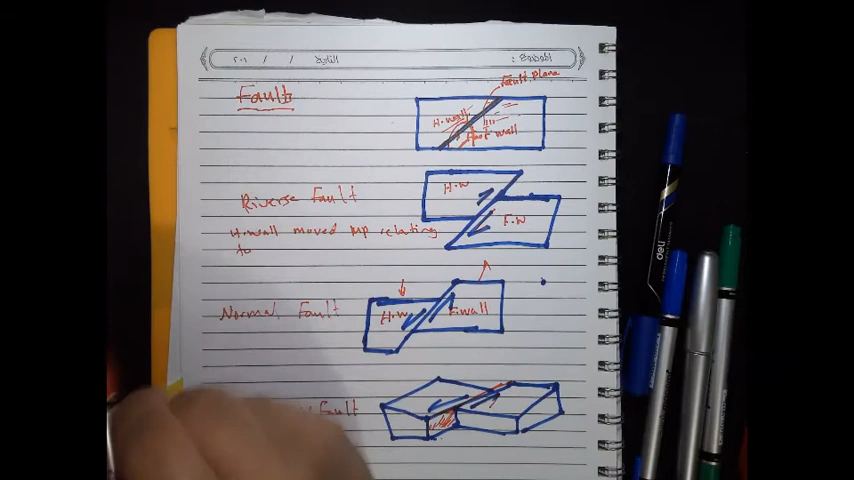 الموضوع : التاريخ / / ٢٠١
Fault
fault plane
H.wall
foot wall
Riverse Fault
H.w
F.w
H.wall moved up relating
to
Normal Fault
H.w
F.wall
Fault
deli